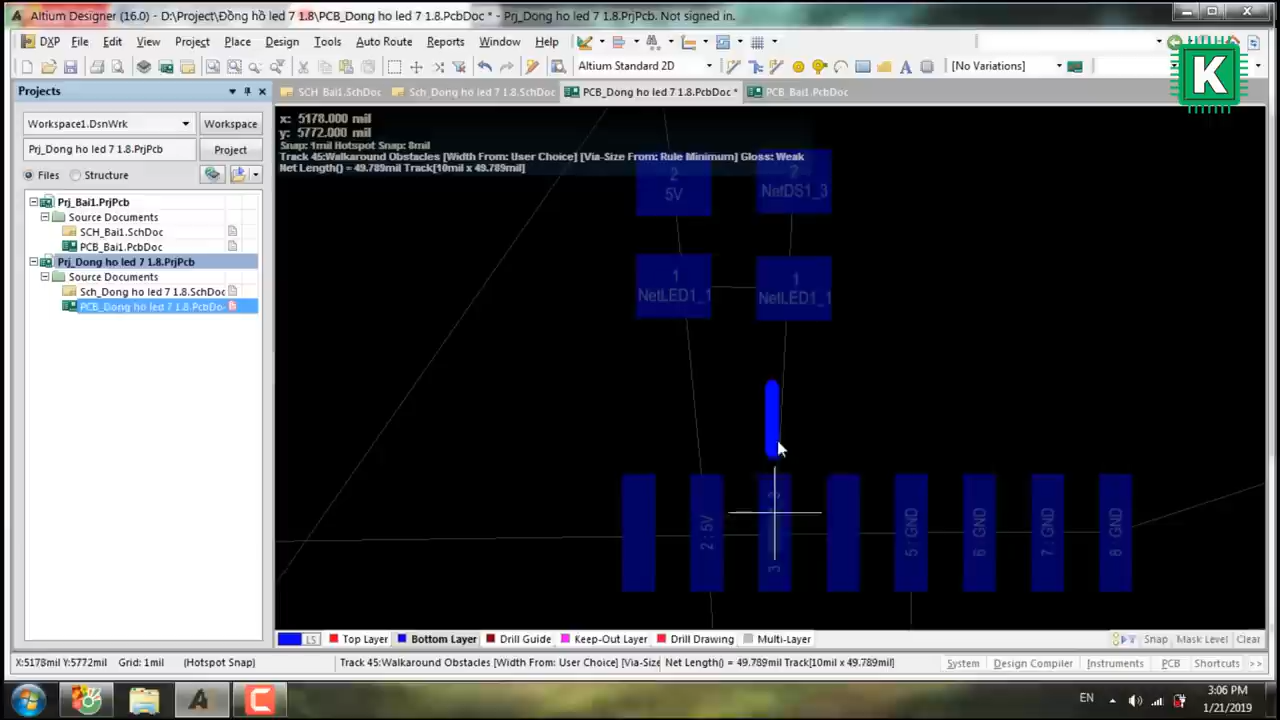 Altium Designer (16.0) - D:\Project\Đồng hồ led 7 1.8\PCB_Dong ho led 7 1.8.PcbDoc * - Prj_Dong ho led 7 1.8.PrjPcb. Not signed in.
DXP File Edit View Project Place Design Tools Auto Route Reports Window Help
Altium Standard 2D [No Variations]
K
Projects
SCH_Bai1.SchDoc Sch_Dong ho led 7 1.8.SchDoc PCB_Dong ho led 7 1.8.PcbDoc * PCB_Bai1.PcbDoc
Workspace1.DsnWrk Workspace
Prj_Dong ho led 7 1.8.PrjPcb Project
Files Structure
Prj_Bai1.PrjPcb
Source Documents
SCH_Bai1.SchDoc
PCB_Bai1.PcbDoc
Prj_Dong ho led 7 1.8.PrjPcb
Source Documents
Sch_Dong ho led 7 1.8.SchDoc
PCB_Dong ho led 7 1.8.PcbDo
x: 5178.000 mil
y: 5772.000 mil
Snap: 1mil Hotspot Snap: 8mil
Track 45:Walkaround Obstacles [Width From: User Choice] [Via-Size From: Rule Minimum] Gloss: Weak
Net Length() = 49.789mil Track[10mil x 49.789mil]
2
5V
2
NetDS1_3
1
NetLED1_1
1
NetLED1_1
2 : 5V
3
3
5 : GND
6 : GND
7 : GND
8 : GND
LS Top Layer Bottom Layer Drill Guide Keep-Out Layer Drill Drawing Multi-Layer Snap Mask Level Clear
X:5178mil Y:5772mil Grid: 1mil (Hotspot Snap) Track 45:Walkaround Obstacles [Width From: User Choice] [Via-Size Net Length() = 49.789mil Track[10mil x 49.789mil] System Design Compiler Instruments PCB Shortcuts >>
EN 3:06 PM
1/21/2019